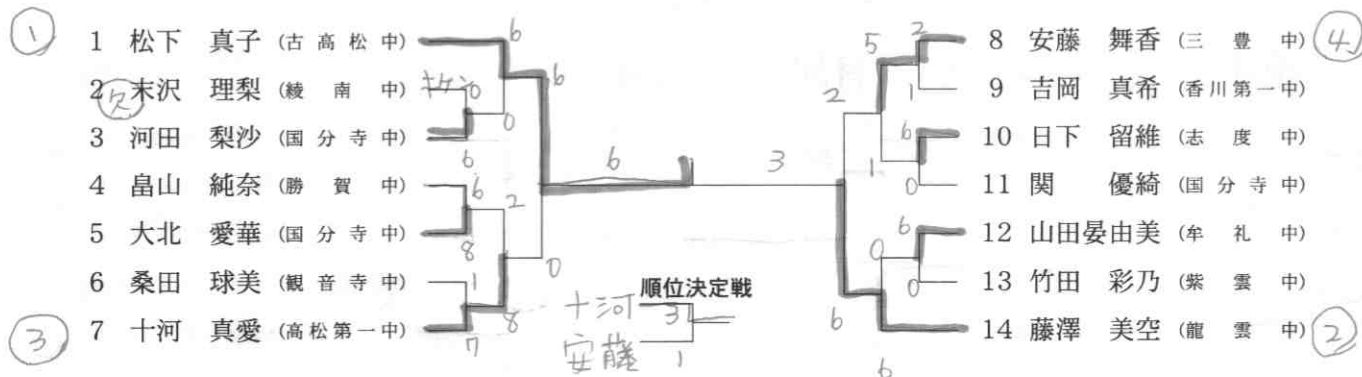 ① 1 松下 真子 (古高松中) 6
2 末沢 理梨 (綾南中) 欠 キケン 0
3 河田 梨沙 (国分寺中) 6
4 畠山 純奈 (勝賀中) 6
5 大北 愛華 (国分寺中) 8
6 桑田 球美 (観音寺中) 1
③ 7 十河 真愛 (高松第一中) 7
0
2
8
6
0
6
3
8 安藤 舞香 (三豊中) ④ 2
9 吉岡 真希 (香川第一中) 1
10 日下 留維 (志度中) 6
11 関 優綺 (国分寺中) 0
12 山田晏由美 (牟礼中) 6
13 竹田 彩乃 (紫雲中) 0
14 藤澤 美空 (龍雲中) ② 6
5
1
0
2
6
順位決定戦
十河 3
安藤 1